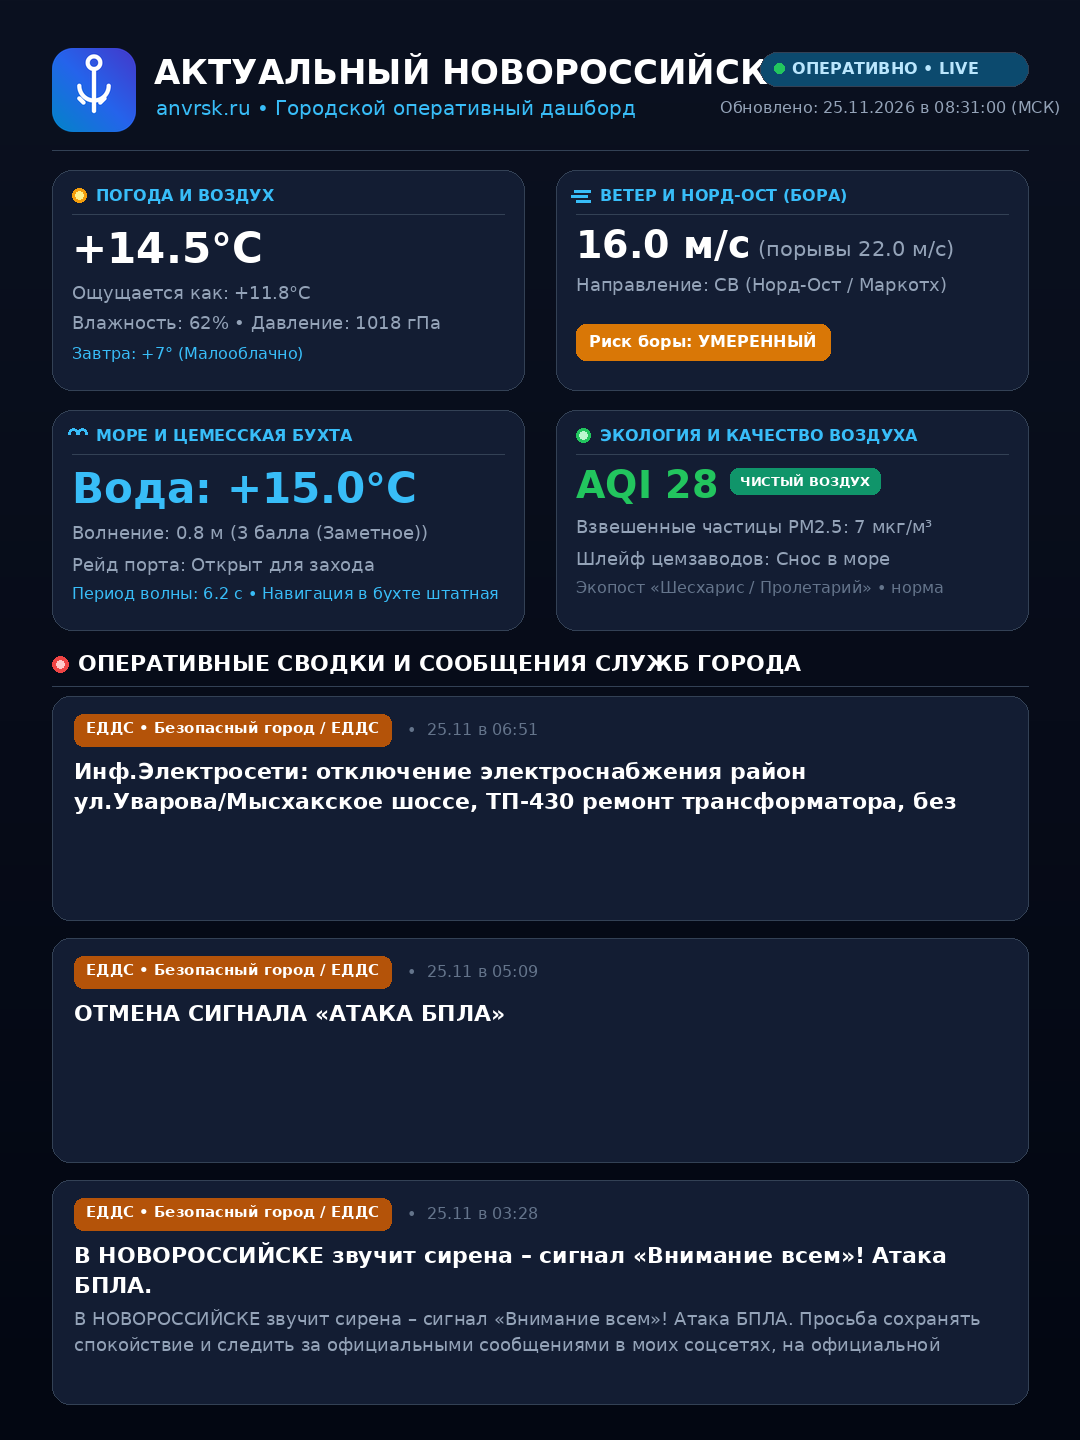 АКТУАЛЬНЫЙ НОВОРОССИЙСК
ОПЕРАТИВНО • LIVE
anvrsk.ru • Городской оперативный дашборд
Обновлено: 25.11.2026 в 08:31:00 (МСК)
ПОГОДА И ВОЗДУХ
+14.5°C
Ощущается как: +11.8°C
Влажность: 62% • Давление: 1018 гПа
Завтра: +7° (Малооблачно)
ВЕТЕР И НОРД-ОСТ (БОРА)
16.0 м/с (порывы 22.0 м/с)
Направление: СВ (Норд-Ост / Маркотх)
Риск боры: УМЕРЕННЫЙ
МОРЕ И ЦЕМЕССКАЯ БУХТА
Вода: +15.0°C
Волнение: 0.8 м (3 балла (Заметное))
Рейд порта: Открыт для захода
Период волны: 6.2 с • Навигация в бухте штатная
ЭКОЛОГИЯ И КАЧЕСТВО ВОЗДУХА
AQI 28 ЧИСТЫЙ ВОЗДУХ
Взвешенные частицы PM2.5: 7 мкг/м³
Шлейф цемзаводов: Снос в море
Экопост «Шесхарис / Пролетарий» • норма
ОПЕРАТИВНЫЕ СВОДКИ И СООБЩЕНИЯ СЛУЖБ ГОРОДА
ЕДДС • Безопасный город / ЕДДС • 25.11 в 06:51
Инф.Электросети: отключение электроснабжения район
ул.Уварова/Мысхакское шоссе, ТП-430 ремонт трансформатора, без
ЕДДС • Безопасный город / ЕДДС • 25.11 в 05:09
ОТМЕНА СИГНАЛА «АТАКА БПЛА»
ЕДДС • Безопасный город / ЕДДС • 25.11 в 03:28
В НОВОРОССИЙСКЕ звучит сирена – сигнал «Внимание всем»! Атака
БПЛА.
В НОВОРОССИЙСКЕ звучит сирена – сигнал «Внимание всем»! Атака БПЛА. Просьба сохранять
спокойствие и следить за официальными сообщениями в моих соцсетях, на официальной